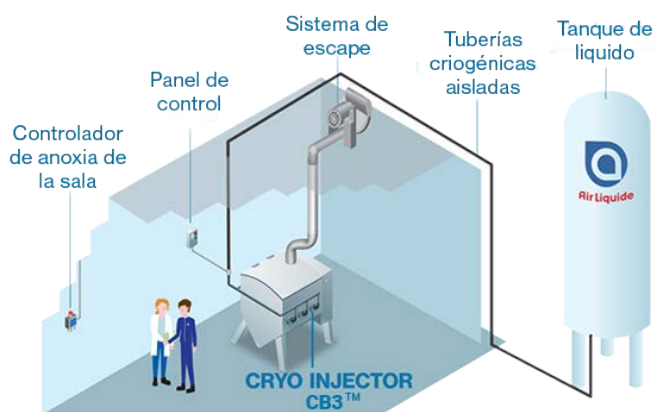 Sistema de
escape
Tuberías
criogénicas
aisladas
Tanque de
liquido
Panel de
control
Controlador
de anoxia de
la sala
Air Liquide
CRYO INJECTOR
CB3™